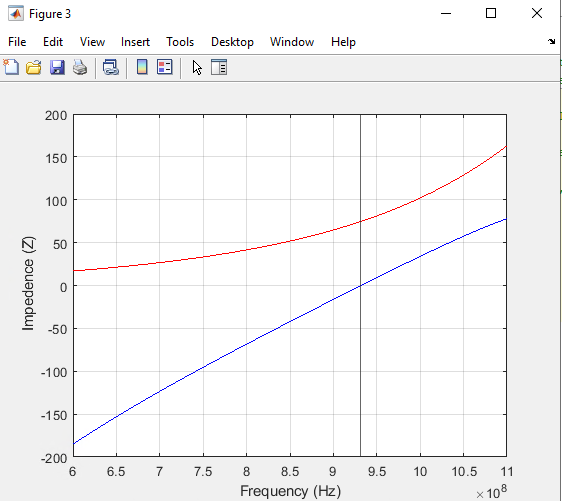 Figure 3
File Edit View Insert Tools Desktop Window Help
200
150
100
50
0
-50
-100
-150
-200
Impedence (Z)
6 6.5 7 7.5 8 8.5 9 9.5 10 10.5 11
Frequency (Hz)
×10^8